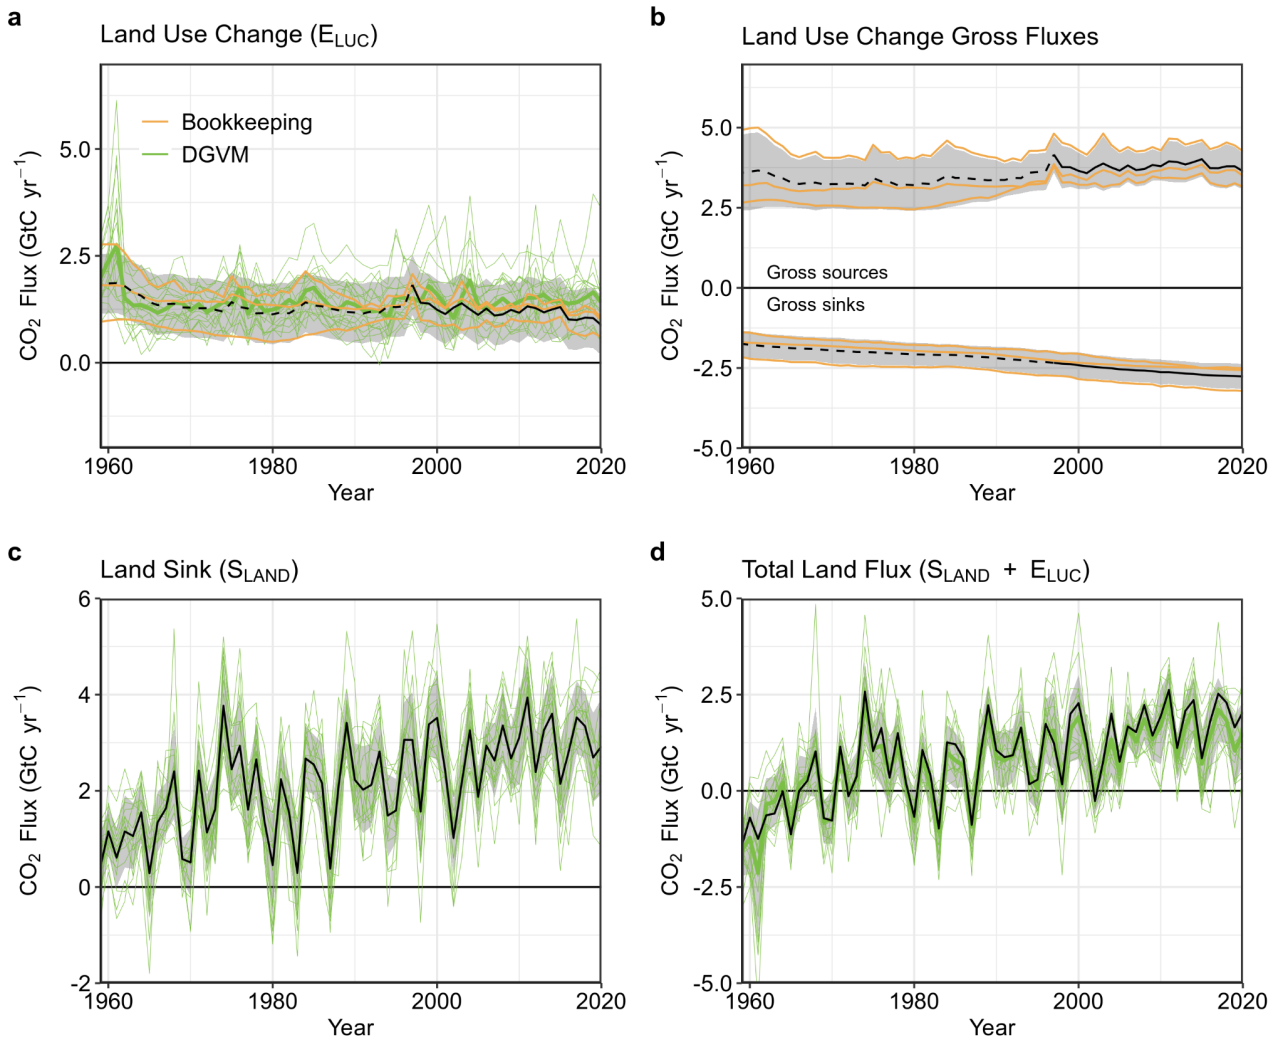 a
Land Use Change (ELUC)
Bookkeeping
DGVM
CO2 Flux (GtC yr−1)
5.0
2.5
0.0
1960 1980 2000 2020
Year
b
Land Use Change Gross Fluxes
CO2 Flux (GtC yr−1)
5.0
2.5
Gross sources
0.0
Gross sinks
-2.5
-5.0
1960 1980 2000 2020
Year
c
Land Sink (SLAND)
CO2 Flux (GtC yr−1)
6
4
2
0
-2
1960 1980 2000 2020
Year
d
Total Land Flux (SLAND + ELUC)
CO2 Flux (GtC yr−1)
5.0
2.5
0.0
-2.5
-5.0
1960 1980 2000 2020
Year